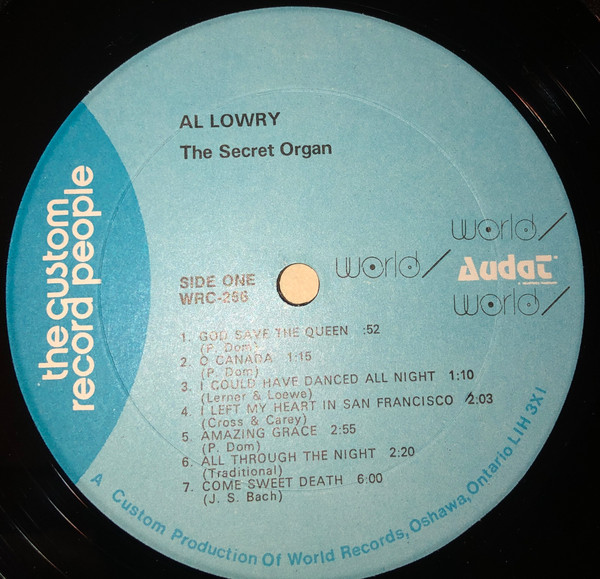 AL LOWRY
The Secret Organ
the custom
record people
world/
world/
Audat
world/
SIDE ONE
WRC-256
1. GOD SAVE THE QUEEN :52
(P. Dom)
2. O CANADA 1:15
(P. Dom)
3. I COULD HAVE DANCED ALL NIGHT 1:10
(Lerner & Loewe)
4. I LEFT MY HEART IN SAN FRANCISCO 2:03
(Cross & Carey)
5. AMAZING GRACE 2:55
(P. Dom)
6. ALL THROUGH THE NIGHT 2:20
(Traditional)
7. COME SWEET DEATH 6:00
(J. S. Bach)
A Custom Production Of World Records, Oshawa, Ontario LIH 3X1